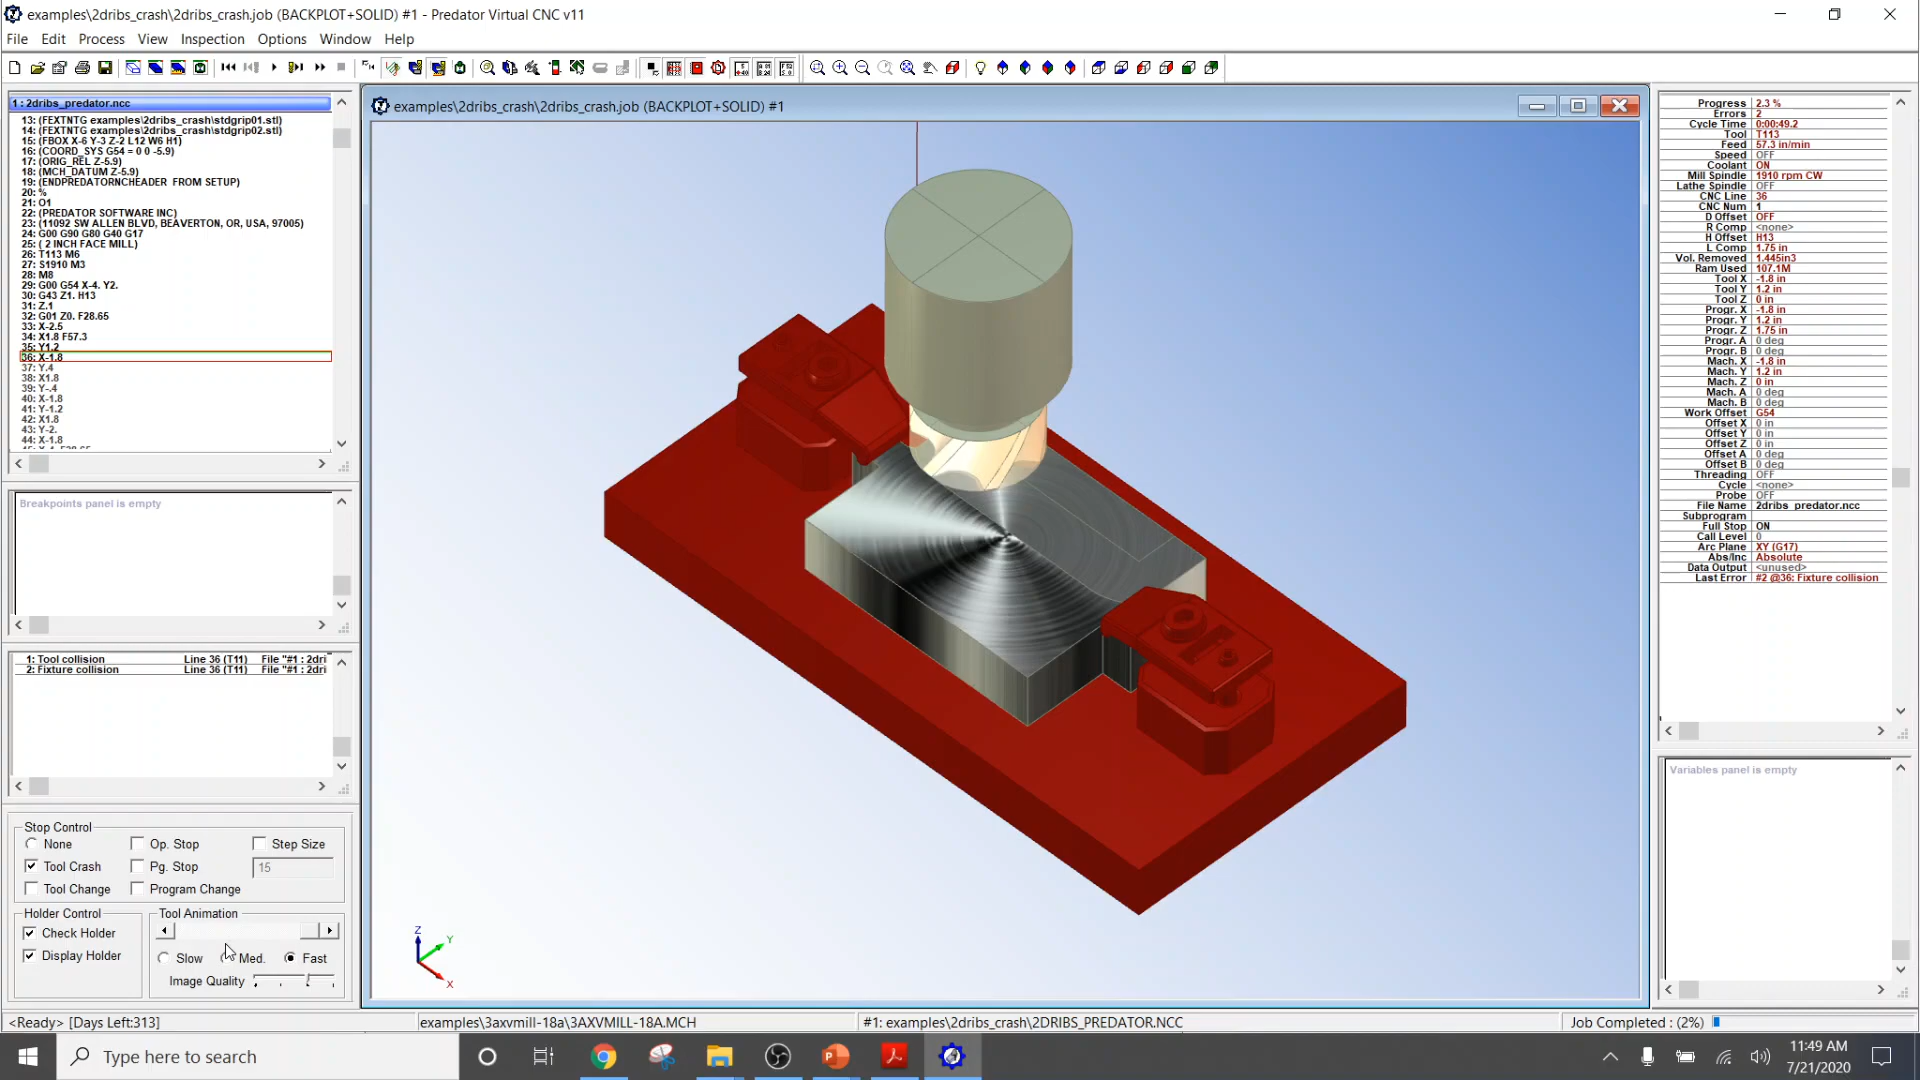 examples\2dribs_crash\2dribs_crash.job (BACKPLOT+SOLID) #1 - Predator Virtual CNC v11
File Edit Process View Inspection Options Window Help
1 : 2dribs_predator.ncc
13: (FEXTNTG examples\2dribs_crash\stdgrip01.stl)
14: (FEXTNTG examples\2dribs_crash\stdgrip02.stl)
15: (FBOX X-6 Y-3 Z-2 L12 W6 H1)
16: (COORD_SYS G54 = 0 0 -5.9)
17: (ORIG_REL Z-5.9)
18: (MCH_DATUM Z-5.9)
19: (ENDPREDATORNCHEADER FROM SETUP)
20: %
21: O1
22: (PREDATOR SOFTWARE INC)
23: (11092 SW ALLEN BLVD, BEAVERTON, OR, USA, 97005)
24: G00 G90 G80 G40 G17
25: ( 2 INCH FACE MILL)
26: T113 M6
27: S1910 M3
28: M8
29: G00 G54 X-4. Y2.
30: G43 Z1. H13
31: Z.1
32: G01 Z0. F28.65
33: X-2.5
34: X1.8 F57.3
35: Y1.2
36: X-1.8
37: Y.4
38: X1.8
39: Y-.4
40: X-1.8
41: Y-1.2
42: X1.8
43: Y-2.
44: X-1.8
Breakpoints panel is empty
1: Tool collision Line 36 (T11) File "#1 : 2dri
2: Fixture collision Line 36 (T11) File "#1 : 2dri
Stop Control
None Op. Stop Step Size
Tool Crash Pg. Stop 15
Tool Change Program Change
Holder Control Tool Animation
Check Holder
Display Holder Slow Med. Fast
Image Quality
examples\2dribs_crash\2dribs_crash.job (BACKPLOT+SOLID) #1
Z
Y
X
Progress 2.3 %
Errors 2
Cycle Time 0:00:49.2
Tool T113
Feed 57.3 in/min
Speed OFF
Coolant ON
Mill Spindle 1910 rpm CW
Lathe Spindle OFF
CNC Line 36
CNC Num 1
D Offset OFF
R Comp <none>
H Offset H13
L Comp 1.75 in
Vol. Removed 1.445in3
Ram Used 107.1M
Tool X -1.8 in
Tool Y 1.2 in
Tool Z 0 in
Progr. X -1.8 in
Progr. Y 1.2 in
Progr. Z 1.75 in
Progr. A 0 deg
Progr. B 0 deg
Mach. X -1.8 in
Mach. Y 1.2 in
Mach. Z 0 in
Mach. A 0 deg
Mach. B 0 deg
Work Offset G54
Offset X 0 in
Offset Y 0 in
Offset Z 0 in
Offset A 0 deg
Offset B 0 deg
Threading OFF
Cycle <none>
Probe OFF
File Name 2dribs_predator.ncc
Subprogram
Full Stop ON
Call Level 0
Arc Plane XY (G17)
Abs/Inc Absolute
Data Output <unused>
Last Error #2 @36: Fixture collision
Variables panel is empty
<Ready> [Days Left:313] examples\3axvmill-18a\3AXVMILL-18A.MCH #1: examples\2dribs_crash\2DRIBS_PREDATOR.NCC Job Completed : (2%)
Type here to search
11:49 AM
7/21/2020